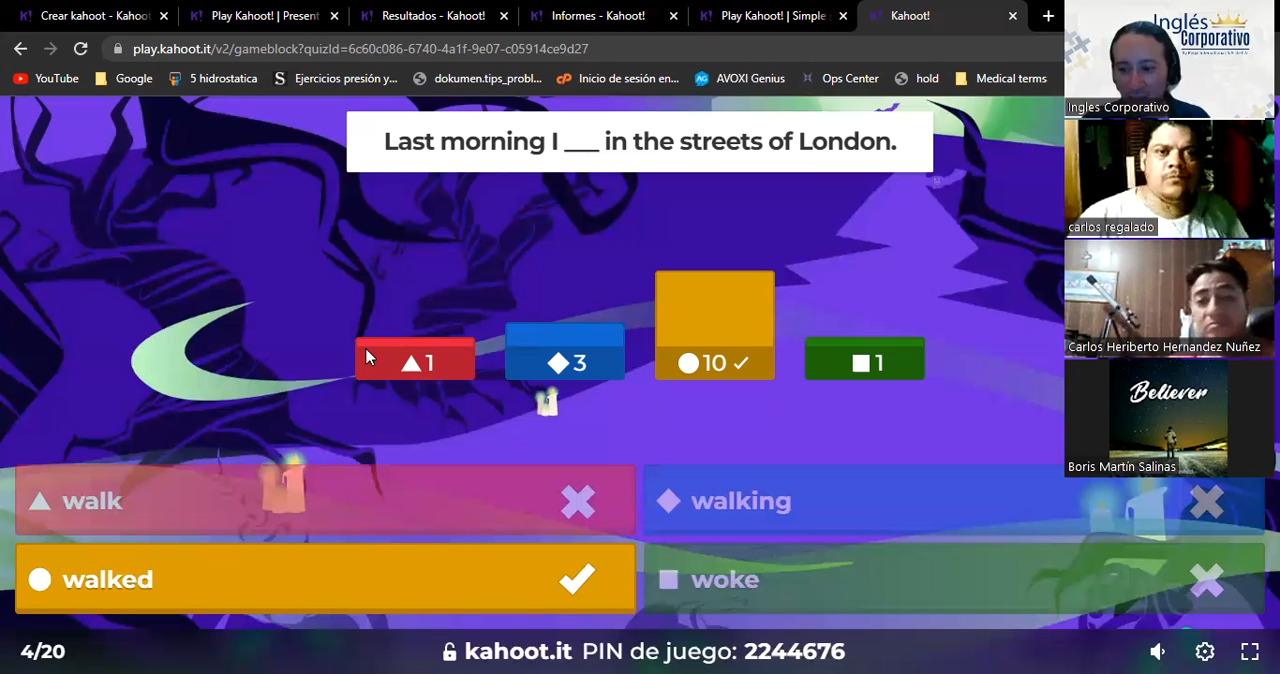 Crear kahoot - Kahoot
Play Kahoot! | Present
Resultados - Kahoot!
Informes - Kahoot!
Play Kahoot! | Simple
Kahoot!
play.kahoot.it/v2/gameblock?quizId=6c60c086-6740-4a1f-9e07-c05914ce9d27
YouTube
Google
5 hidrostatica
Ejercicios presión y...
dokumen.tips_probl...
Inicio de sesión en...
AVOXI Genius
Ops Center
hold
Medical terms
Inglés
Corporativo
Ingles Corporativo
Last morning I ___ in the streets of London.
carlos regalado
Carlos Heriberto Hernandez Nuñez
Believer
Boris Martín Salinas
1
3
10
1
walk
walking
walked
woke
4/20
kahoot.it PIN de juego: 2244676